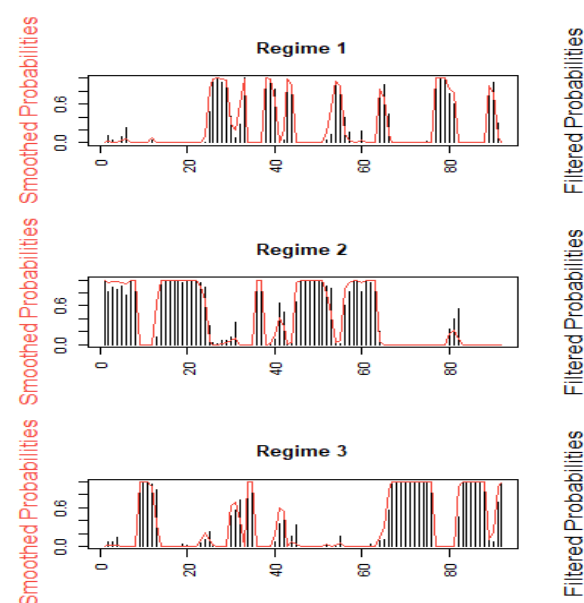 Regime 1
Smoothed Probabilities
Filtered Probabilities
0.0 0.6
0 20 40 60 80
Regime 2
Smoothed Probabilities
Filtered Probabilities
0.0 0.6
0 20 40 60 80
Regime 3
Smoothed Probabilities
Filtered Probabilities
0.0 0.6
0 20 40 60 80